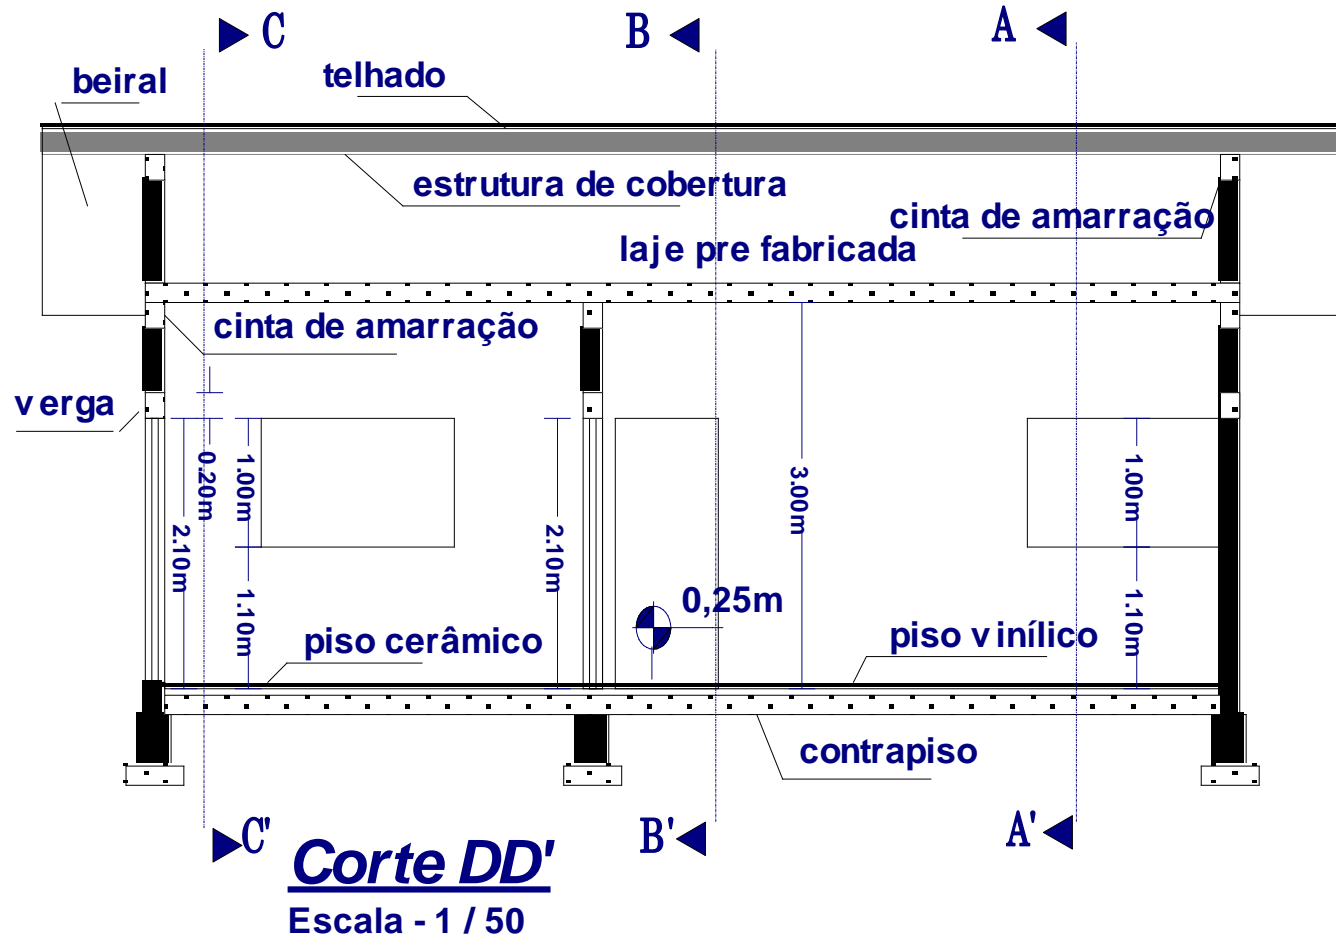 C
B
A
beiral
telhado
estrutura de cobertura
cinta de amarração
laje pre fabricada
cinta de amarração
verga
0.20m
1.00m
2.10m
1.10m
2.10m
3.00m
1.00m
1.10m
0,25m
piso cerâmico
piso vinílico
contrapiso
C'
B'
A'
Corte DD'
Escala - 1 / 50